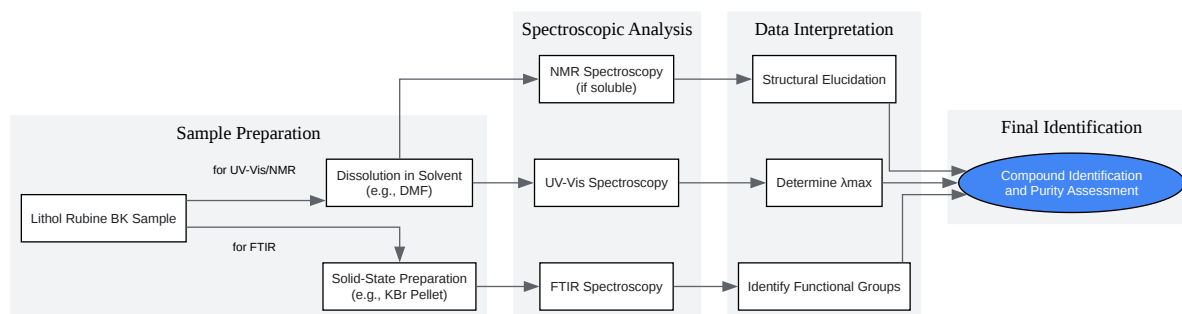 Spectroscopic Analysis
Data Interpretation
NMR Spectroscopy
(if soluble)
Structural Elucidation
Sample Preparation
Final Identification
for UV-Vis/NMR
Dissolution in Solvent
(e.g., DMF)
UV-Vis Spectroscopy
Determine λmax
Compound Identification
and Purity Assessment
Lithol Rubine BK Sample
for FTIR
Solid-State Preparation
(e.g., KBr Pellet)
FTIR Spectroscopy
Identify Functional Groups